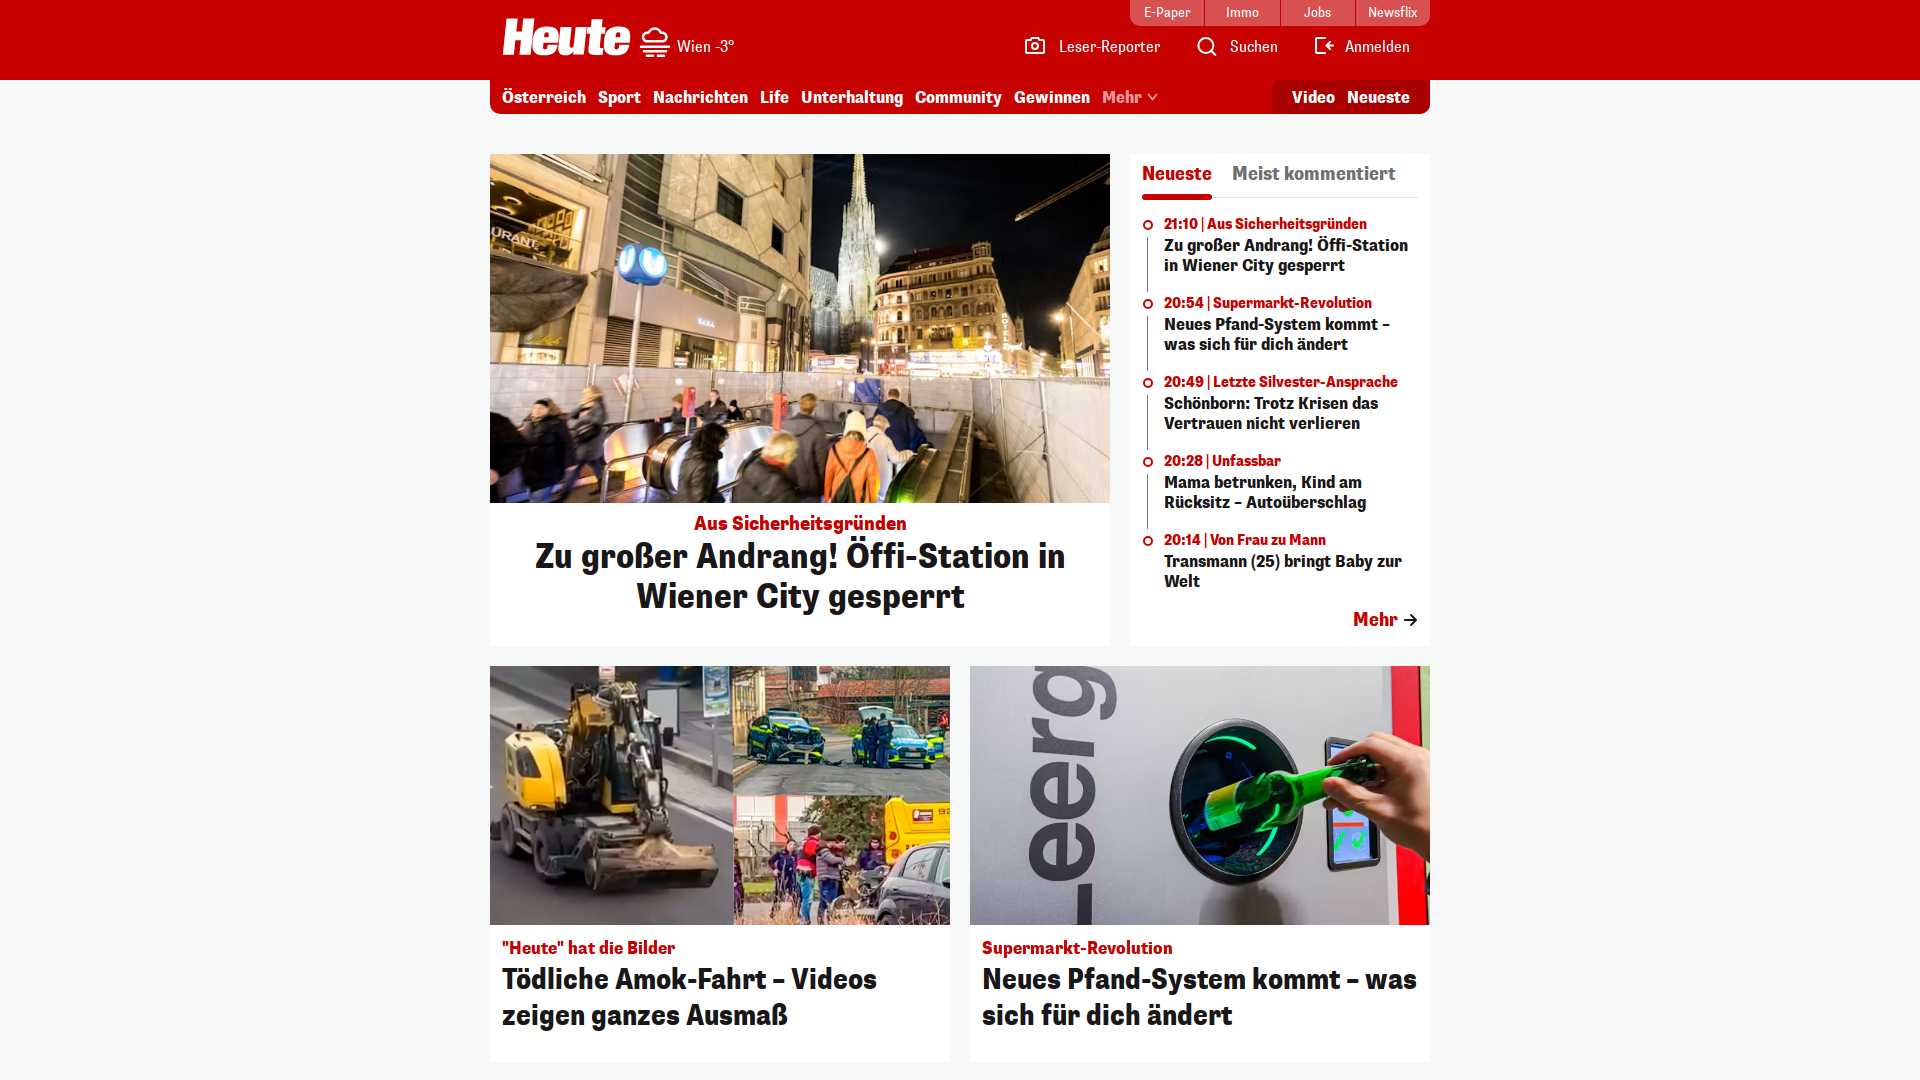 E-Paper
Immo
Jobs
Newsflix
Heute
Wien -3°
Leser-Reporter
Suchen
Anmelden
Österreich
Sport
Nachrichten
Life
Unterhaltung
Community
Gewinnen
Mehr
Video
Neueste
Aus Sicherheitsgründen
Zu großer Andrang! Öffi-Station in
Wiener City gesperrt
Neueste
Meist kommentiert
21:10 | Aus Sicherheitsgründen
Zu großer Andrang! Öffi-Station
in Wiener City gesperrt
20:54 | Supermarkt-Revolution
Neues Pfand-System kommt –
was sich für dich ändert
20:49 | Letzte Silvester-Ansprache
Schönborn: Trotz Krisen das
Vertrauen nicht verlieren
20:28 | Unfassbar
Mama betrunken, Kind am
Rücksitz – Autoüberschlag
20:14 | Von Frau zu Mann
Transmann (25) bringt Baby zur
Welt
Mehr
"Heute" hat die Bilder
Tödliche Amok-Fahrt – Videos
zeigen ganzes Ausmaß
Leerg
Supermarkt-Revolution
Neues Pfand-System kommt – was
sich für dich ändert